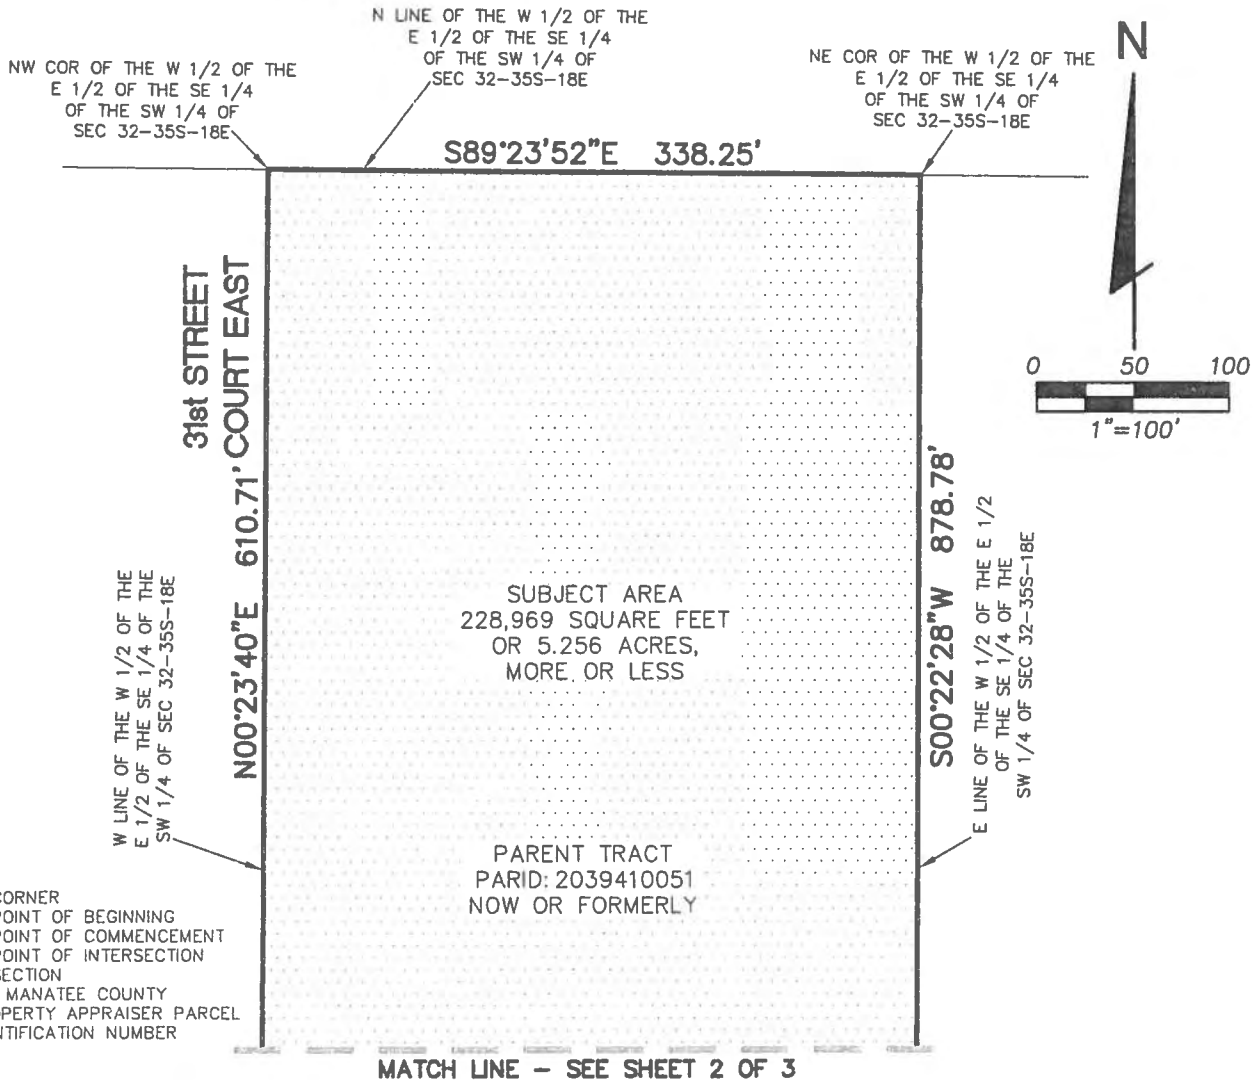 N LINE OF THE W 1/2 OF THE
E 1/2 OF THE SE 1/4
OF THE SW 1/4 OF
SEC 32-35S-18E
NW COR OF THE W 1/2 OF THE
E 1/2 OF THE SE 1/4
OF THE SW 1/4 OF
SEC 32-35S-18E
NE COR OF THE W 1/2 OF THE
E 1/2 OF THE SE 1/4
OF THE SW 1/4 OF
SEC 32-35S-18E
N
S89°23'52"E 338.25'
0 50 100
1"=100'
31st STREET
COURT EAST
N00°23'40"E 610.71'
W LINE OF THE W 1/2 OF THE
E 1/2 OF THE SE 1/4 OF THE
SW 1/4 OF SEC 32-35S-18E
S00°22'28"W 878.78'
E LINE OF THE W 1/2 OF THE E 1/2
OF THE SE 1/4 OF THE
SW 1/4 OF SEC 32-35S-18E
SUBJECT AREA
228,969 SQUARE FEET
OR 5.256 ACRES,
MORE OR LESS
PARENT TRACT
PARID: 2039410051
NOW OR FORMERLY
CORNER
POINT OF BEGINNING
POINT OF COMMENCEMENT
POINT OF INTERSECTION
SECTION
MANATEE COUNTY
OPERTY APPRAISER PARCEL
NTIFICATION NUMBER
MATCH LINE - SEE SHEET 2 OF 3